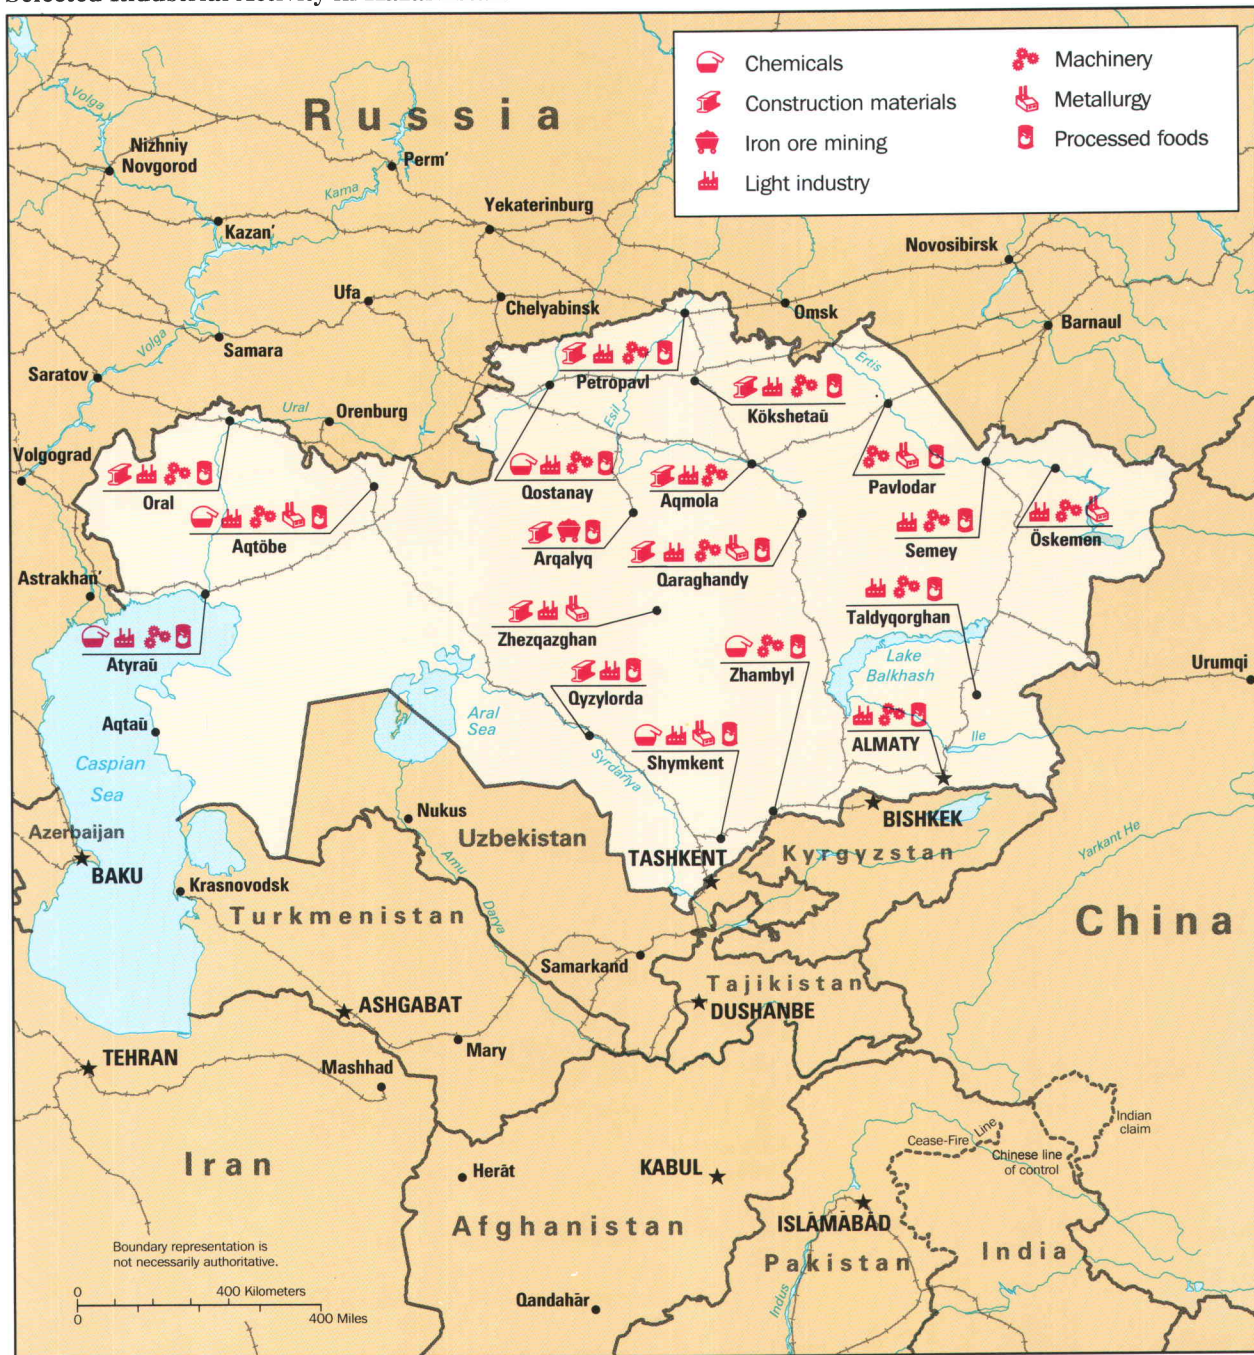 Chemicals
Construction materials
Iron ore mining
Light industry
Machinery
Metallurgy
Processed foods
Russia
Volga
Nizhniy
Novgorod
Perm'
Kama
Kazan'
Yekaterinburg
Novosibirsk
Ufa
Chelyabinsk
Omsk
Barnaul
Volga
Samara
Saratov
Ural
Orenburg
Volgograd
Petropavl
Esil
Ertis
Kökshetaū
Oral
Qostanay
Aqmola
Pavlodar
Aqtöbe
Semey
Öskemen
Arqalyq
Qaraghandy
Astrakhan'
Zhezqazghan
Taldyqorghan
Atyraū
Lake
Balkhash
Urumqi
Zhambyl
Qyzylorda
Aqtaū
Aral
Sea
Shymkent
ALMATY
Ile
Caspian
Sea
Syrdariya
Nukus
BISHKEK
Azerbaijan
Uzbekistan
TASHKENT
Kyrgyzstan
Yarkant He
BAKU
Krasnovodsk
Amu
Darya
Turkmenistan
China
Samarkand
Tajikistan
ASHGABAT
DUSHANBE
Mary
TEHRAN
Mashhad
Indian
claim
Cease-Fire Line
Chinese line
of control
Iran
Herāt
KABUL
ISLĀMĀBĀD
Afghanistan
Pakistan
India
Boundary representation is
not necessarily authoritative.
0 400 Kilometers
0 400 Miles
Qandahār
Indus